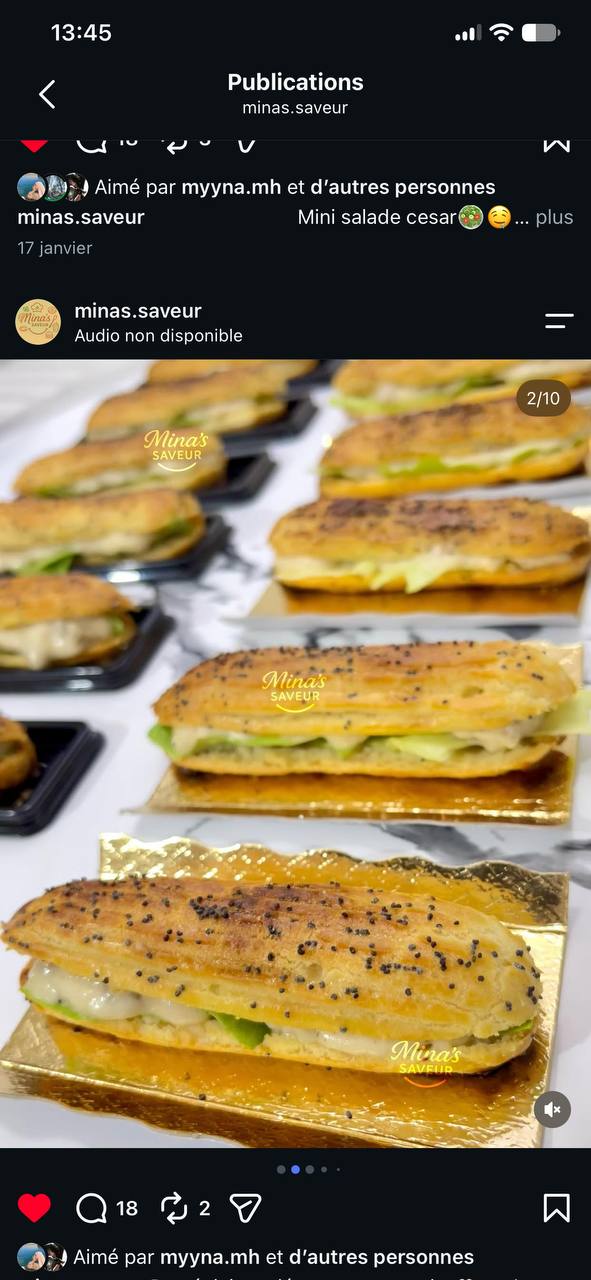 13:45
Publications
minas.saveur
18
Aimé par myyna.mh et d’autres personnes
minas.saveur Mini salade cesar🥗🤤... plus
17 janvier
minas.saveur
Audio non disponible
2/10
Mina's
SAVEUR
Mina's
SAVEUR
Mina's
SAVEUR
18 2
Aimé par myyna.mh et d’autres personnes